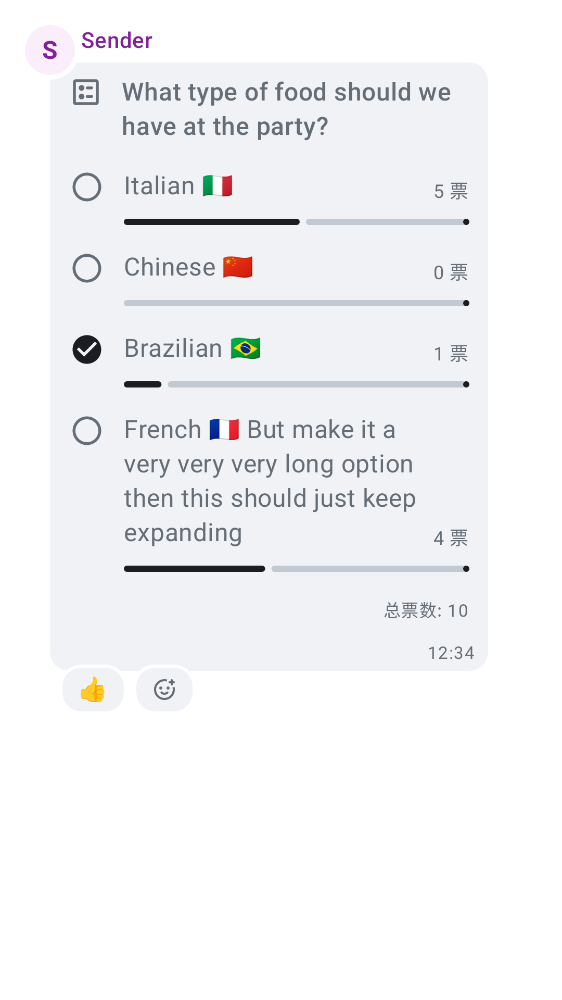 S
Sender
What type of food should we
have at the party?
Italian 🇮🇹
5 票
Chinese 🇨🇳
0 票
Brazilian 🇧🇷
1 票
French 🇫🇷 But make it a
very very very long option
then this should just keep
expanding
4 票
总票数: 10
12:34
👍